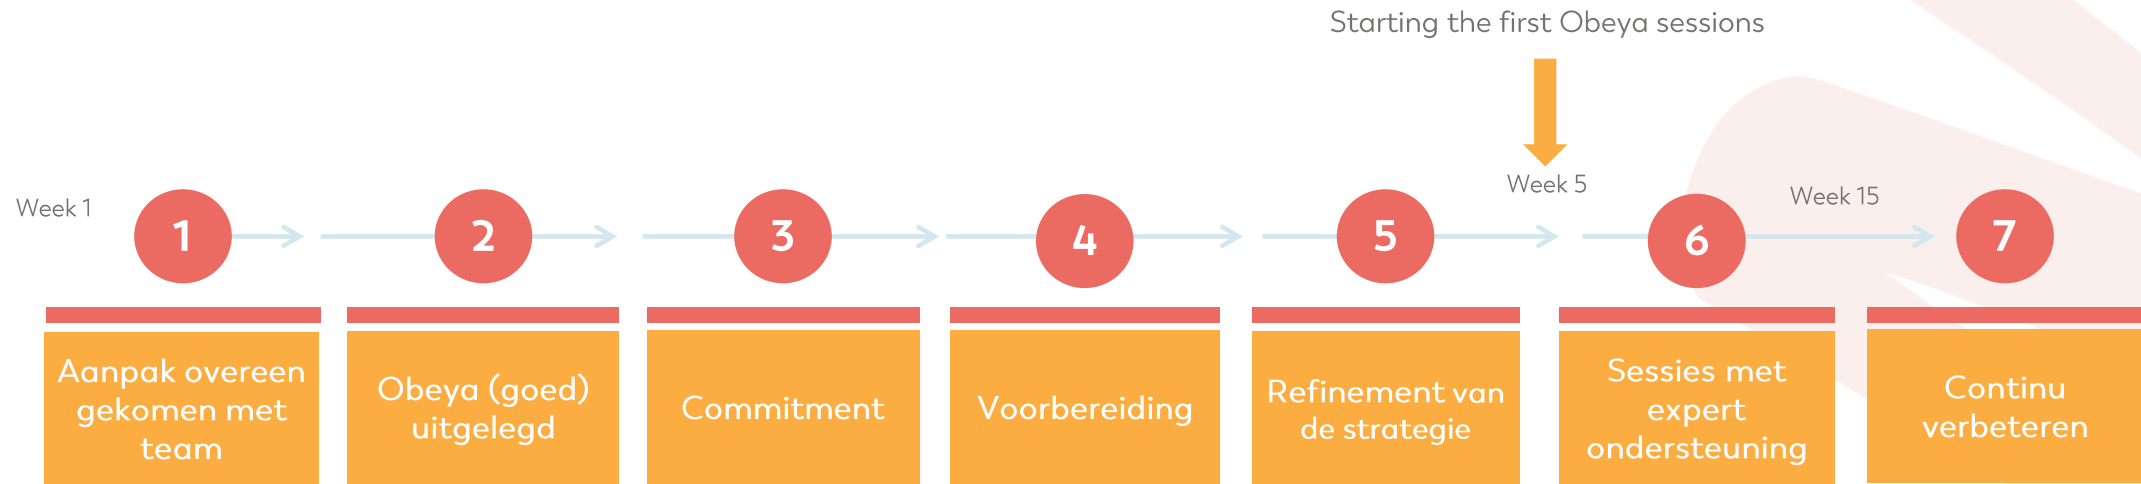 Starting the first Obeya sessions
Week 1
Week 5
Week 15
1
2
3
4
5
6
7
Aanpak overeen
gekomen met
team
Obeya (goed)
uitgelegd
Commitment
Voorbereiding
Refinement van
de strategie
Sessies met
expert
ondersteuning
Continu
verbeteren